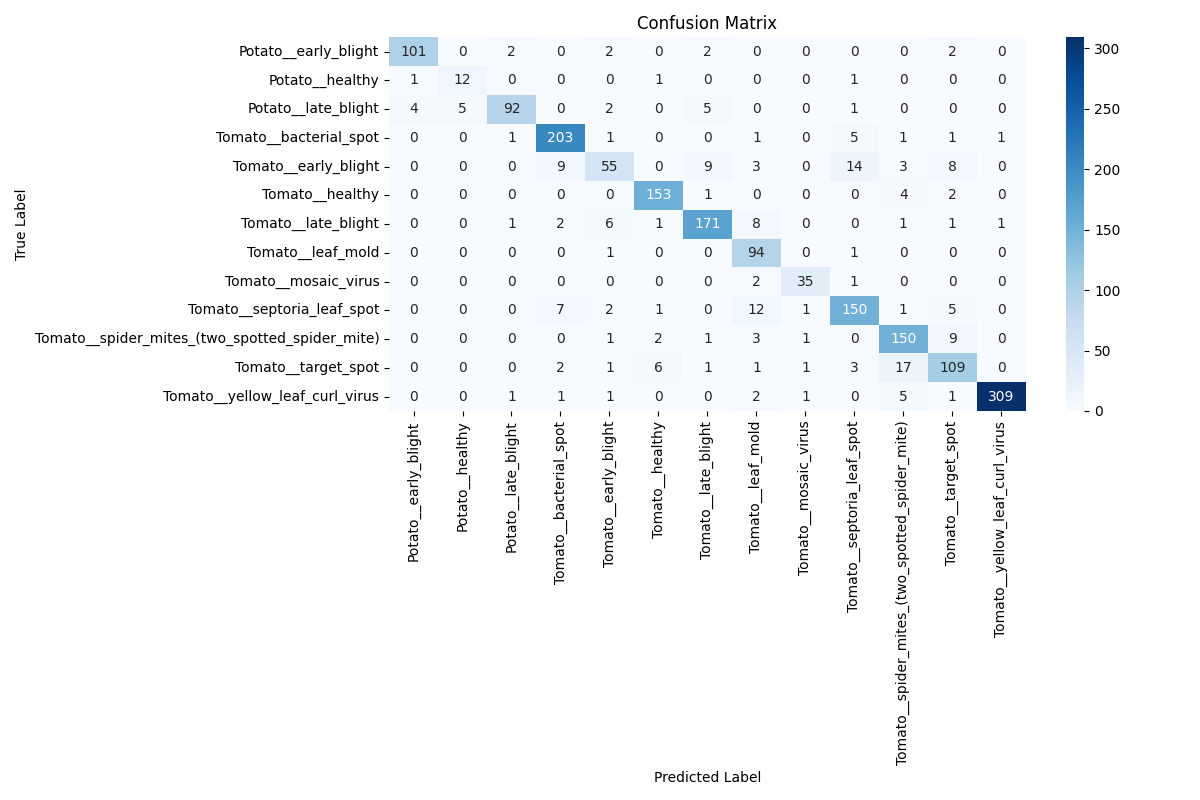 Confusion Matrix
True Label
Potato__early_blight 101 0 2 0 2 2 0 0 0 0 2 0
Potato__healthy 1 12 0 0 0 1 0 0 1 0 0 0 0
Potato__late_blight 4 5 92 0 2 0 5 0 1 0 0 0
Tomato__bacterial_spot 0 0 1 203 1 0 0 1 0 5 1 1 1
Tomato__early_blight 0 0 0 9 55 0 9 3 0 14 3 8 0
Tomato__healthy 0 0 0 0 0 153 1 0 0 0 4 2 0
Tomato__late_blight 0 0 1 2 6 1 171 8 0 0 1 1 1
Tomato__leaf_mold 0 0 0 0 1 0 0 94 0 1 0 0 0
Tomato__mosaic_virus 0 0 0 0 0 0 0 2 35 1 0 0 0
Tomato__septoria_leaf_spot 0 0 0 7 2 1 0 12 1 150 1 5 0
Tomato__spider_mites_(two_spotted_spider_mite) 0 0 0 0 1 2 1 3 1 0 150 9 0
Tomato__target_spot 0 0 0 2 1 6 1 1 1 3 17 109 0
Tomato__yellow_leaf_curl_virus 0 0 1 1 1 0 0 2 1 0 5 1 309
Potato__early_blight
Potato__healthy
Potato__late_blight
Tomato__bacterial_spot
Tomato__early_blight
Tomato__healthy
Tomato__late_blight
Tomato__leaf_mold
Tomato__mosaic_virus
Tomato__septoria_leaf_spot
Tomato__spider_mites_(two_spotted_spider_mite)
Tomato__target_spot
Tomato__yellow_leaf_curl_virus
Predicted Label
300
250
200
150
100
50
0